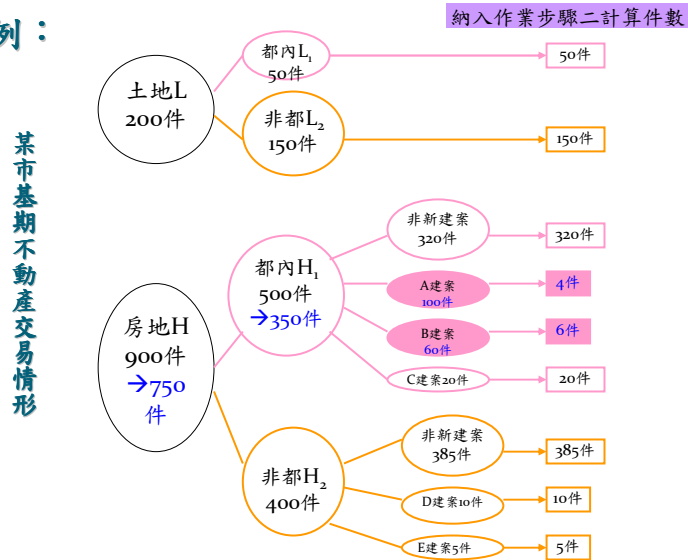 納入作業步驟二計算件數
例：
某市基期不動產交易情形
土地L
200件
都內L₁
50件
50件
非都L₂
150件
150件
房地H
900件
→750
件
都內H₁
500件
→350件
非新建案
320件
320件
A建案
100件
4件
B建案
60件
6件
C建案20件
20件
非都H₂
400件
非新建案
385件
385件
D建案10件
10件
E建案5件
5件